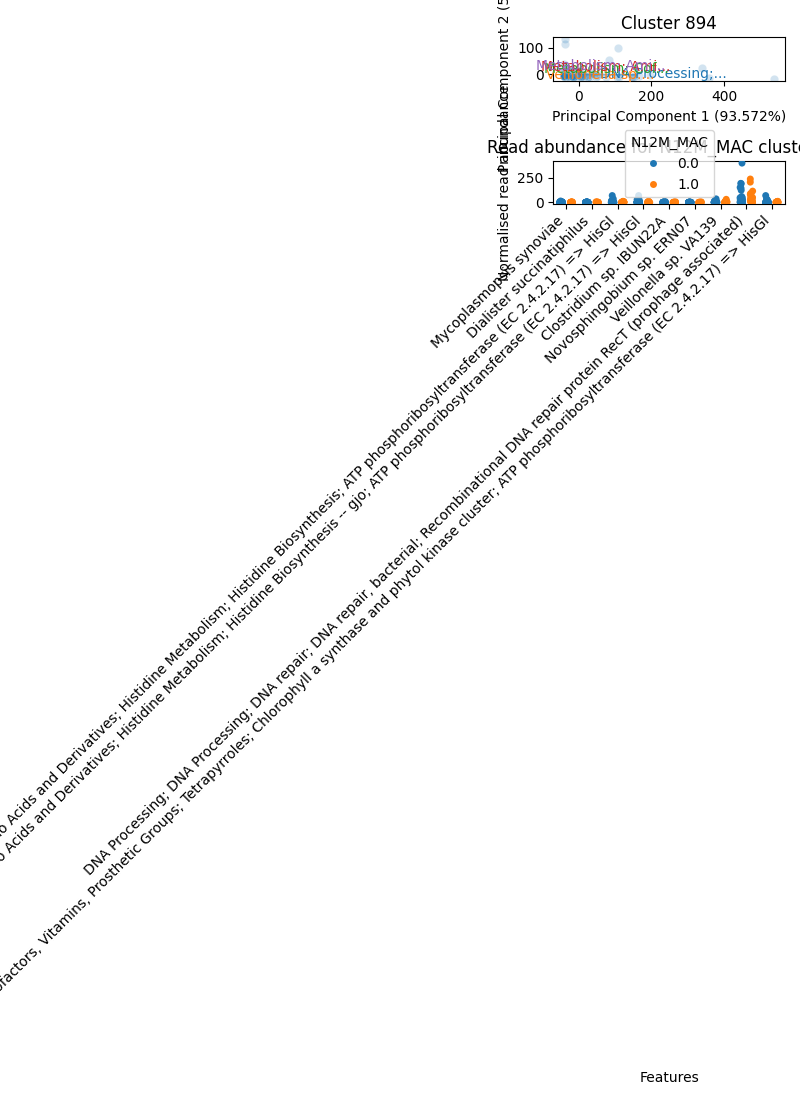 Cluster 894
Principal Component 2 (5
100
0
Processing;...
0
200
400
Principal Component 1 (93.572%)
Read abundance for N12M_MAC cluste
Normalised read abundance
N12M_MAC
0.0
1.0
250
0
Mycoplasmopsis synoviae
Dialister succinatiphilus
o Acids and Derivatives; Histidine Metabolism; Histidine Biosynthesis; ATP phosphoribosyltransferase (EC 2.4.2.17) => HisGl
o Acids and Derivatives; Histidine Metabolism; Histidine Biosynthesis -- gjo; ATP phosphoribosyltransferase (EC 2.4.2.17) => HisGl
Clostridium sp. IBUN22A
Novosphingobium sp. ERN07
Veillonella sp. VA139
DNA Processing; DNA Processing; DNA repair; DNA repair, bacterial; Recombinational DNA repair protein RecT (prophage associated)
ofactors, Vitamins, Prosthetic Groups; Tetrapyrroles; Chlorophyll a synthase and phytol kinase cluster; ATP phosphoribosyltransferase (EC 2.4.2.17) => HisGl
Features